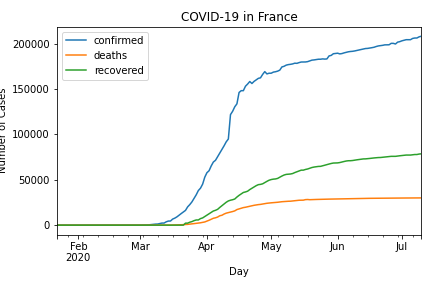 COVID-19 in France
confirmed
deaths
recovered
200000
150000
100000
50000
0
Number of Cases
Feb
2020
Mar
Apr
May
Jun
Jul
Day